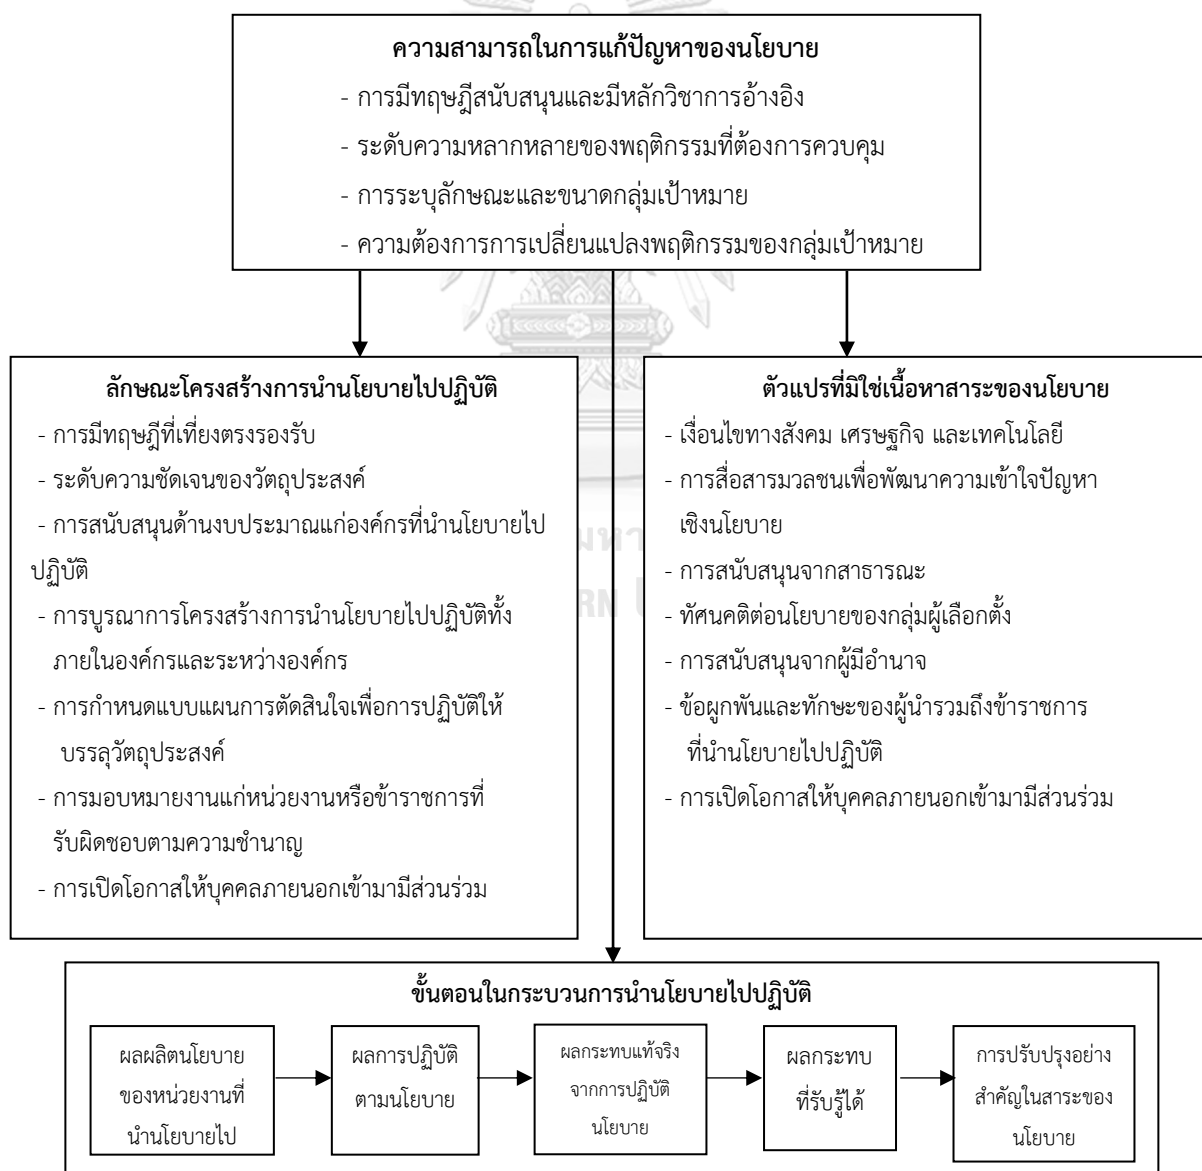 ความสามารถในการแก้ปัญหาของนโยบาย
- การมีทฤษฎีสนับสนุนและมีหลักวิชาการอ้างอิง
- ระดับความหลากหลายของพฤติกรรมที่ต้องการควบคุม
- การระบุลักษณะและขนาดกลุ่มเป้าหมาย
- ความต้องการการเปลี่ยนแปลงพฤติกรรมของกลุ่มเป้าหมาย
ลักษณะโครงสร้างการนำนโยบายไปปฏิบัติ
- การมีทฤษฎีที่เที่ยงตรงรองรับ
- ระดับความชัดเจนของวัตถุประสงค์
- การสนับสนุนด้านงบประมาณแก่องค์กรที่นำนโยบายไป
ปฏิบัติ
- การบูรณาการโครงสร้างการนำนโยบายไปปฏิบัติทั้ง
ภายในองค์กรและระหว่างองค์กร
- การกำหนดแบบแผนการตัดสินใจเพื่อการปฏิบัติให้
บรรลุวัตถุประสงค์
- การมอบหมายงานแก่หน่วยงานหรือข้าราชการที่
รับผิดชอบตามความชำนาญ
- การเปิดโอกาสให้บุคคลภายนอกเข้ามามีส่วนร่วม
ตัวแปรที่มิใช่เนื้อหาสาระของนโยบาย
- เงื่อนไขทางสังคม เศรษฐกิจ และเทคโนโลยี
- การสื่อสารมวลชนเพื่อพัฒนาความเข้าใจปัญหา
เชิงนโยบาย
- การสนับสนุนจากสาธารณะ
- ทัศนคติต่อนโยบายของกลุ่มผู้เลือกตั้ง
- การสนับสนุนจากผู้มีอำนาจ
- ข้อผูกพันและทักษะของผู้นำรวมถึงข้าราชการ
ที่นำนโยบายไปปฏิบัติ
- การเปิดโอกาสให้บุคคลภายนอกเข้ามามีส่วนร่วม
มหา
RN
ขั้นตอนในกระบวนการนำนโยบายไปปฏิบัติ
ผลผลิตนโยบาย
ของหน่วยงานที่
นำนโยบายไป
ผลการปฏิบัติ
ตามนโยบาย
ผลกระทบแท้จริง
จากการปฏิบัติ
นโยบาย
ผลกระทบ
ที่รับรู้ได้
การปรับปรุงอย่าง
สำคัญในสาระของ
นโยบาย